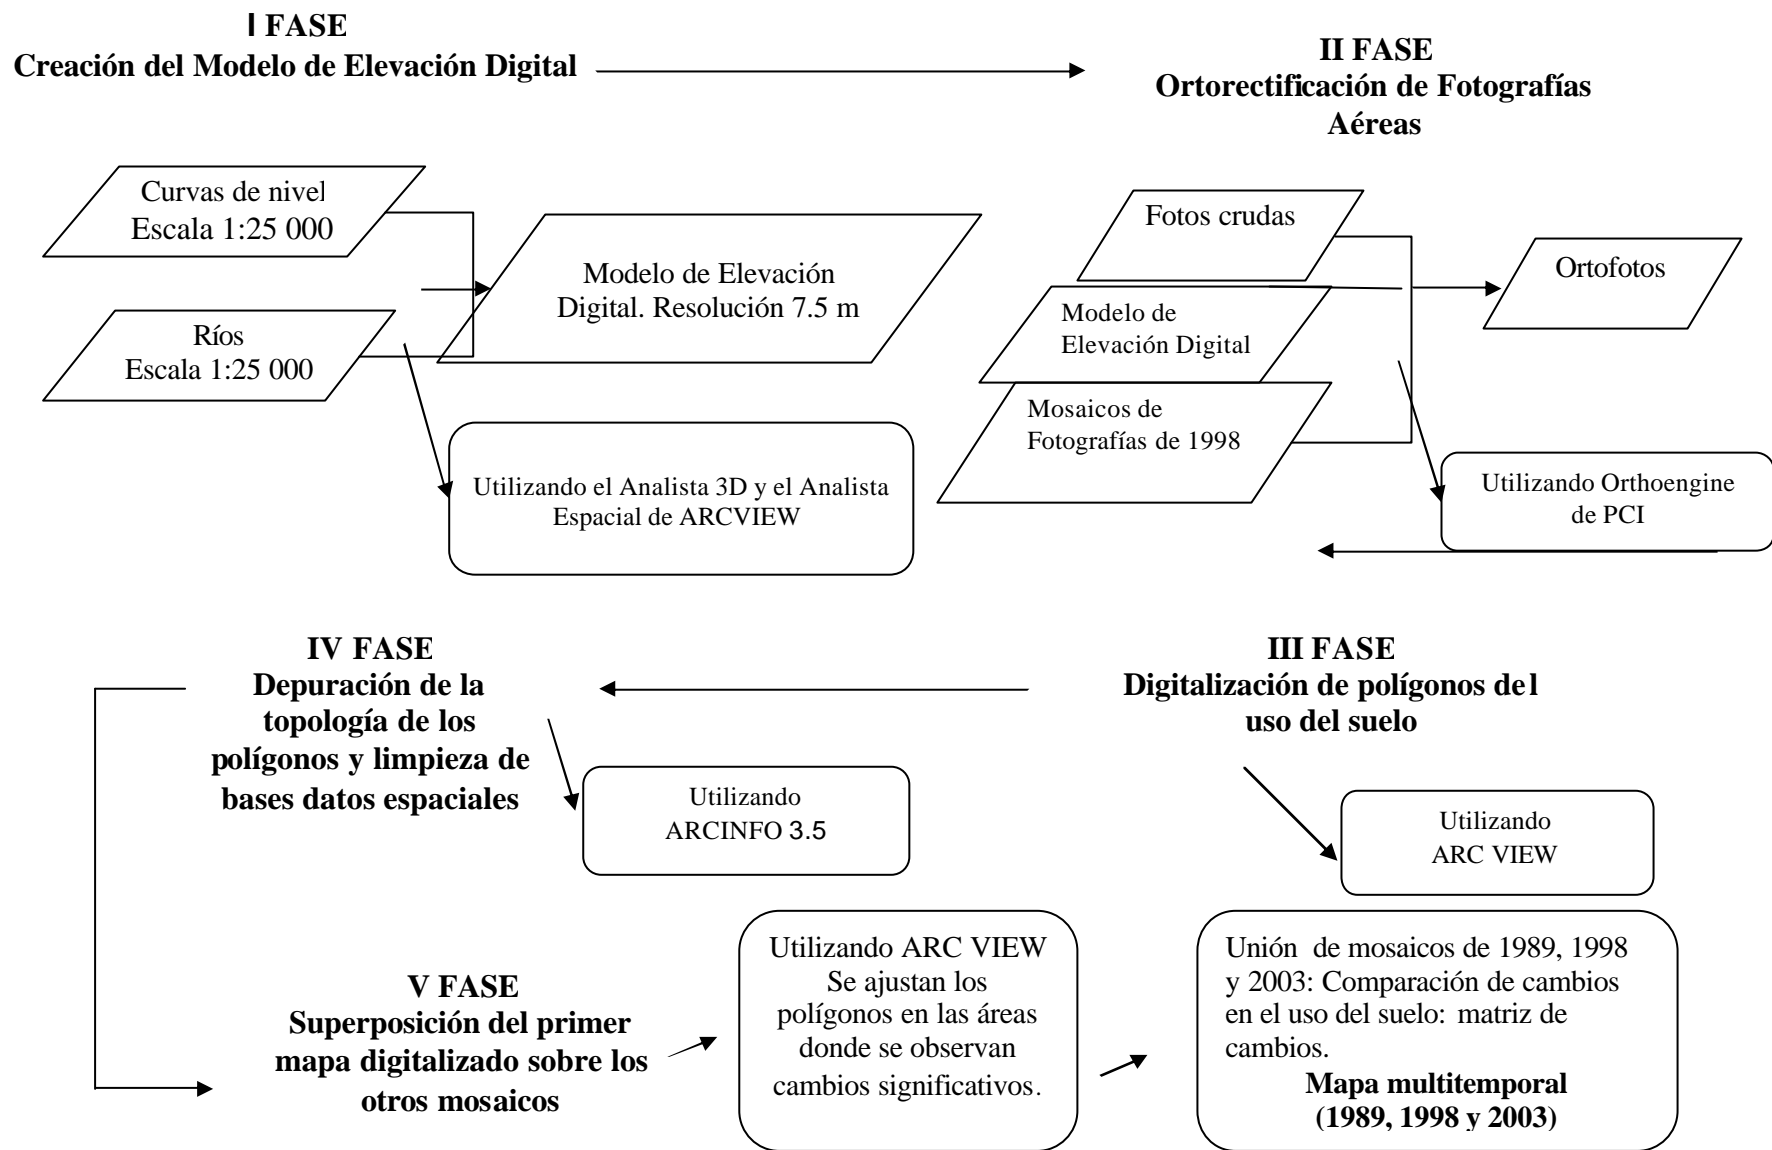 I FASE
Creación del Modelo de Elevación Digital
II FASE
Ortorectificación de Fotografías
Aéreas
Curvas de nivel
Escala 1:25 000
Ríos
Escala 1:25 000
Modelo de Elevación
Digital. Resolución 7.5 m
Utilizando el Analista 3D y el Analista
Espacial de ARCVIEW
Fotos crudas
Modelo de
Elevación Digital
Mosaicos de
Fotografías de 1998
Ortofotos
Utilizando Orthoengine
de PCI
III FASE
Digitalización de polígonos del
uso del suelo
Utilizando
ARC VIEW
IV FASE
Depuración de la
topología de los
polígonos y limpieza de
bases datos espaciales
Utilizando
ARCINFO 3.5
V FASE
Superposición del primer
mapa digitalizado sobre los
otros mosaicos
Utilizando ARC VIEW
Se ajustan los
polígonos en las áreas
donde se observan
cambios significativos.
Unión de mosaicos de 1989, 1998
y 2003: Comparación de cambios
en el uso del suelo: matriz de
cambios.
Mapa multitemporal
(1989, 1998 y 2003)